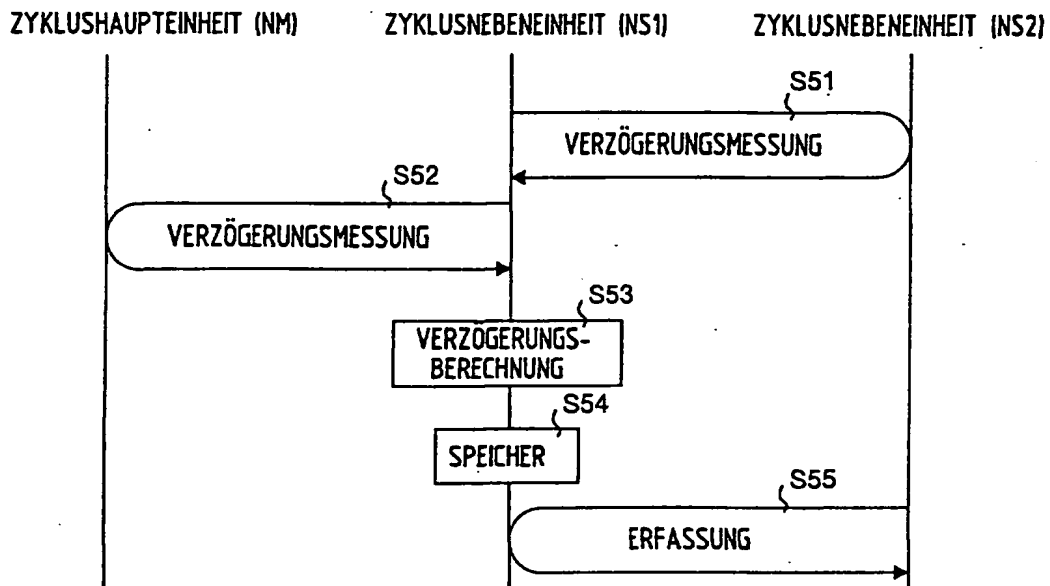 ZYKLUSHAUPTEINHEIT (NM) ZYKLUSNEBENEINHEIT (NS1) ZYKLUSNEBENEINHEIT (NS2)
S51
VERZÖGERUNGSMESSUNG
S52
VERZÖGERUNGSMESSUNG
S53
VERZÖGERUNGS-
BERECHNUNG
S54
SPEICHER
S55
ERFASSUNG